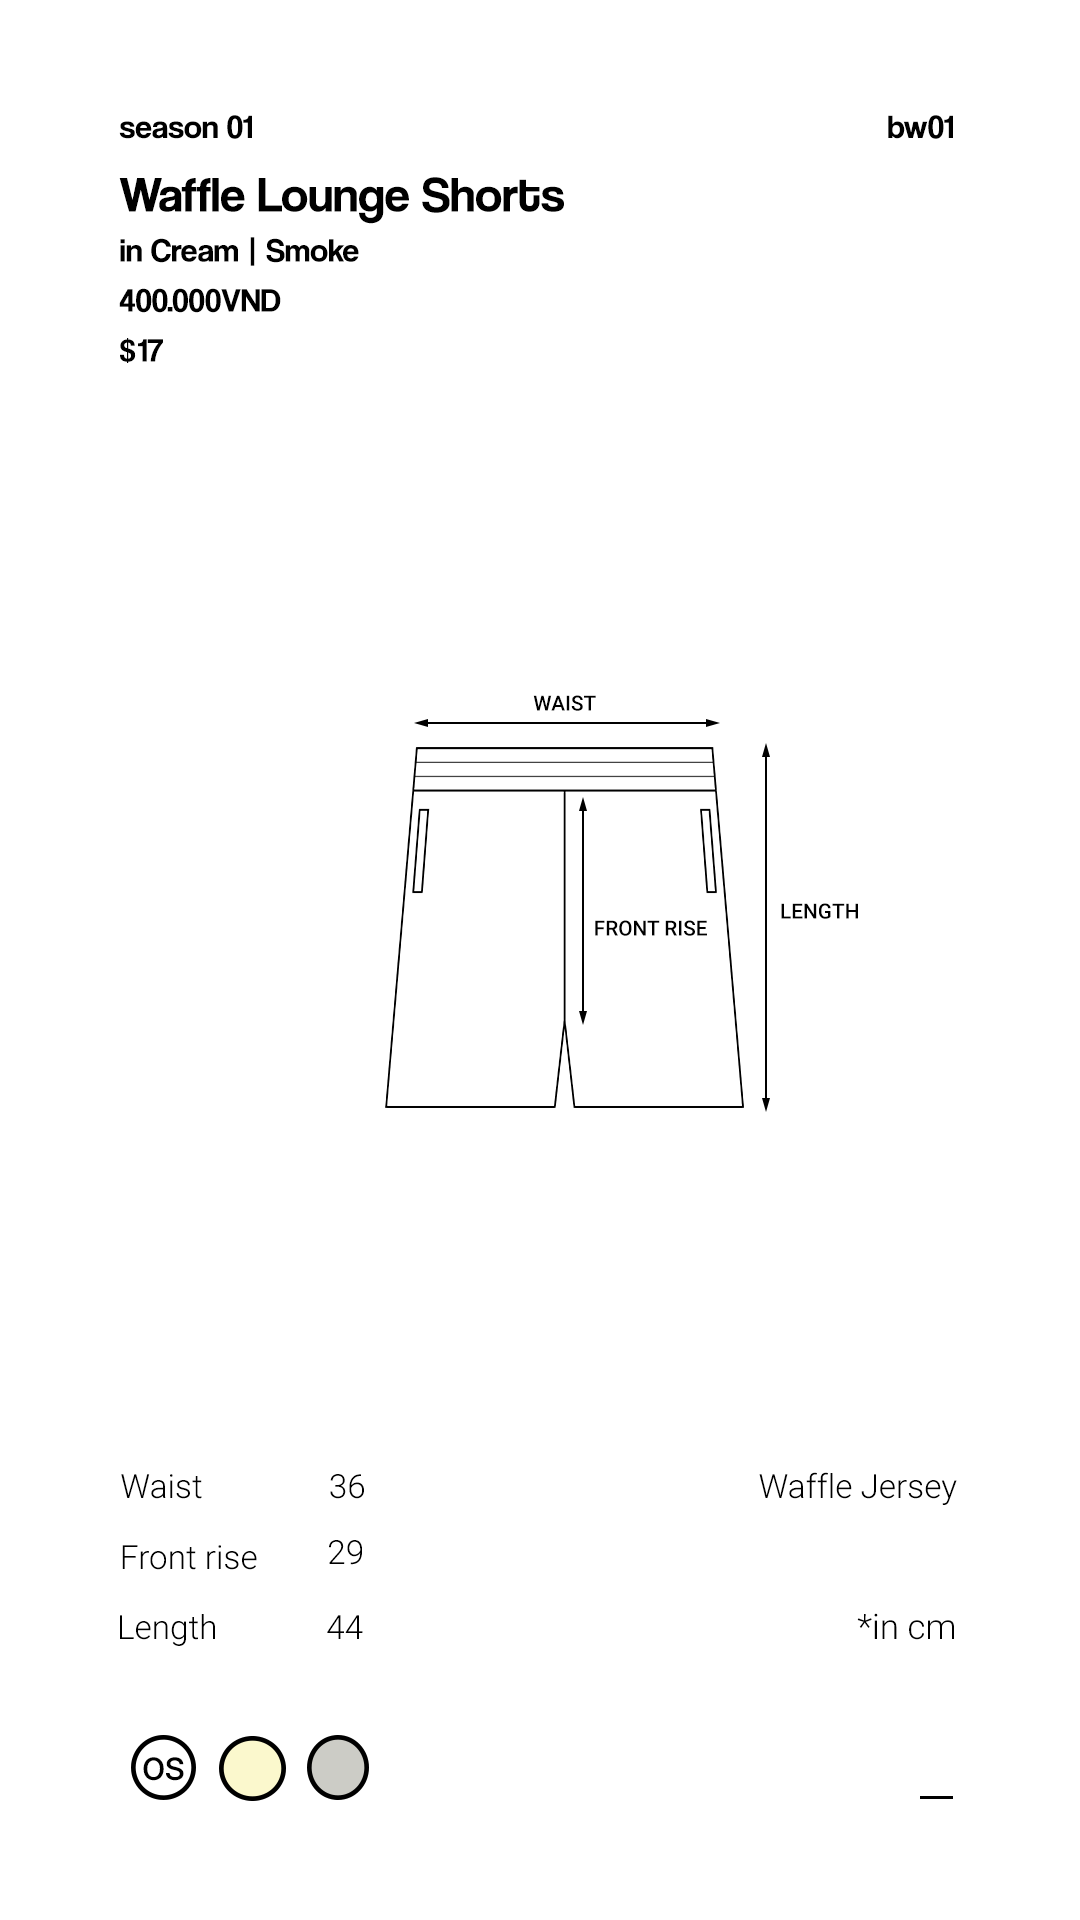 season 01 bw01
Waffle Lounge Shorts
in Cream | Smoke
400.000VND
$17
WAIST
LENGTH
FRONT RISE
Waist 36 Waffle Jersey
Front rise 29
Length 44 *in cm
OS